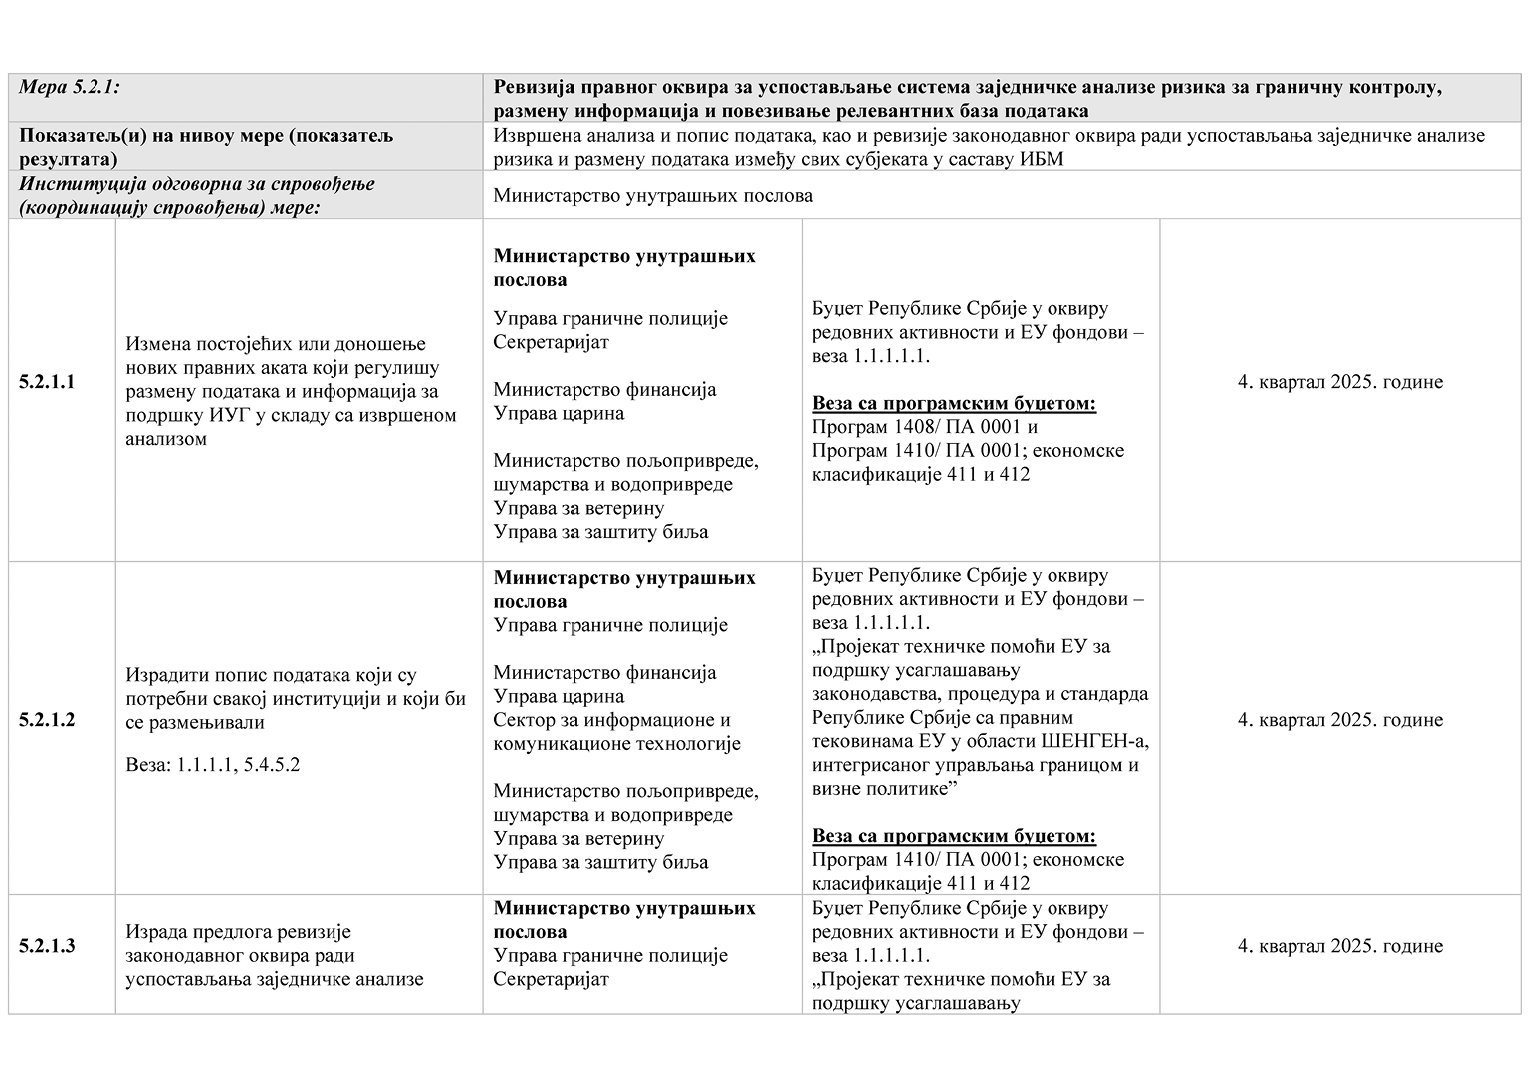 Мера 5.2.1:
Ревизија правног оквира за успостављање система заједничке анализе ризика за граничну контролу,
размену информација и повезивање релевантних база података
Показатељ(и) на нивоу мере (показатељ
резултата)
Извршена анализа и попис података, као и ревизије законодавног оквира ради успостављања заједничке анализе
ризика и размену података између свих субјеката у саставу ИБМ
Институција одговорна за спровођење
(координацију спровођења) мере:
Министарство унутрашњих послова
5.2.1.1
Измена постојећих или доношење
нових правних аката који регулишу
размену података и информација за
подршку ИУГ у складу са извршеном
анализом
Министарство унутрашњих
послова
Управа граничне полиције
Секретаријат
Министарство финансија
Управа царина
Министарство пољопривреде,
шумарства и водопривреде
Управа за ветерину
Управа за заштиту биља
Буџет Републике Србије у оквиру
редовних активности и ЕУ фондови –
веза 1.1.1.1.1.
Веза са програмским буџетом:
Програм 1408/ ПА 0001 и
Програм 1410/ ПА 0001; економске
класификације 411 и 412
4. квартал 2025. године
5.2.1.2
Израдити попис података који су
потребни свакој институцији и који би
се размењивали
Веза: 1.1.1.1, 5.4.5.2
Министарство унутрашњих
послова
Управа граничне полиције
Министарство финансија
Управа царина
Сектор за информационе и
комуникационе технологије
Министарство пољопривреде,
шумарства и водопривреде
Управа за ветерину
Управа за заштиту биља
Буџет Републике Србије у оквиру
редовних активности и ЕУ фондови –
веза 1.1.1.1.1.
„Пројекат техничке помоћи ЕУ за
подршку усаглашавању
законодавства, процедура и стандарда
Републике Србије са правним
тековинама ЕУ у области ШЕНГЕН-а,
интегрисаног управљања границом и
визне политике”
Веза са програмским буџетом:
Програм 1410/ ПА 0001; економске
класификације 411 и 412
4. квартал 2025. године
5.2.1.3
Израда предлога ревизије
законодавног оквира ради
успостављања заједничке анализе
Министарство унутрашњих
послова
Управа граничне полиције
Секретаријат
Буџет Републике Србије у оквиру
редовних активности и ЕУ фондови –
веза 1.1.1.1.1.
„Пројекат техничке помоћи ЕУ за
подршку усаглашавању
4. квартал 2025. године